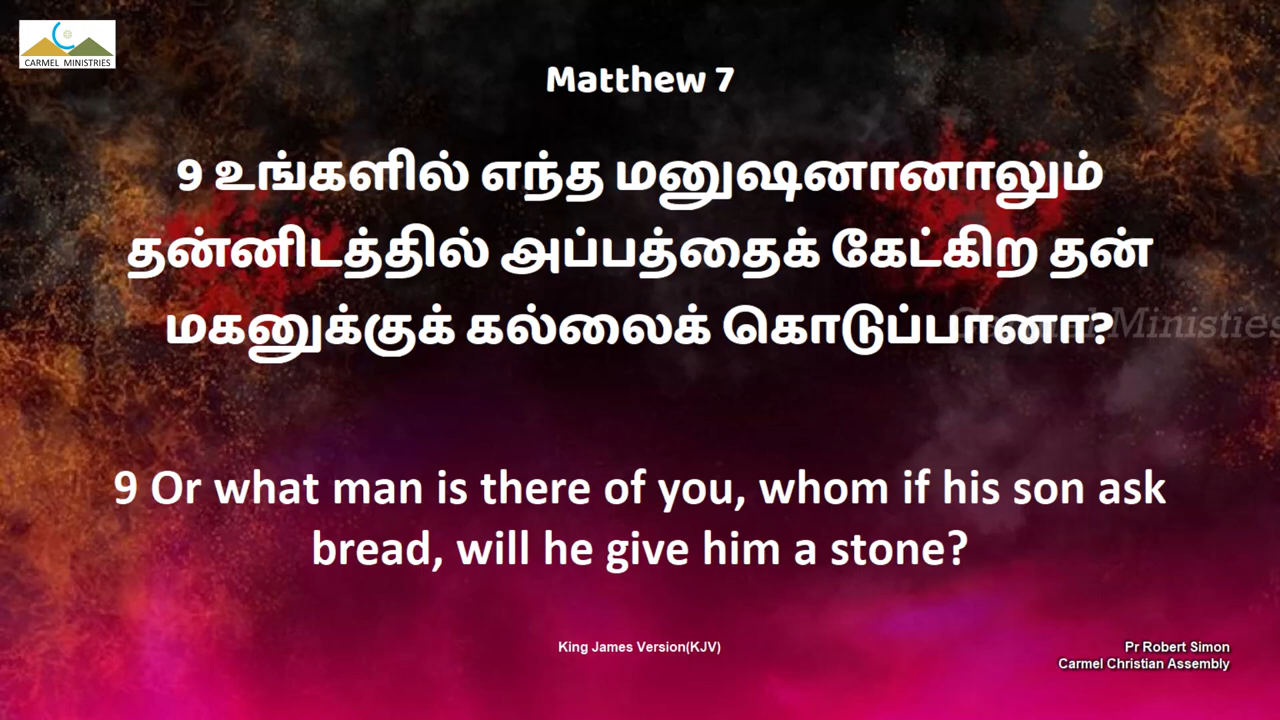 CARMEL MINISTRIES
Matthew 7
9 உங்களில் எந்த மனுஷனானாலும்
தன்னிடத்தில் அப்பத்தைக் கேட்கிற தன்
மகனுக்குக் கல்லைக் கொடுப்பானா?
Ministies
9 Or what man is there of you, whom if his son ask
bread, will he give him a stone?
King James Version(KJV)
Pr Robert Simon
Carmel Christian Assembly